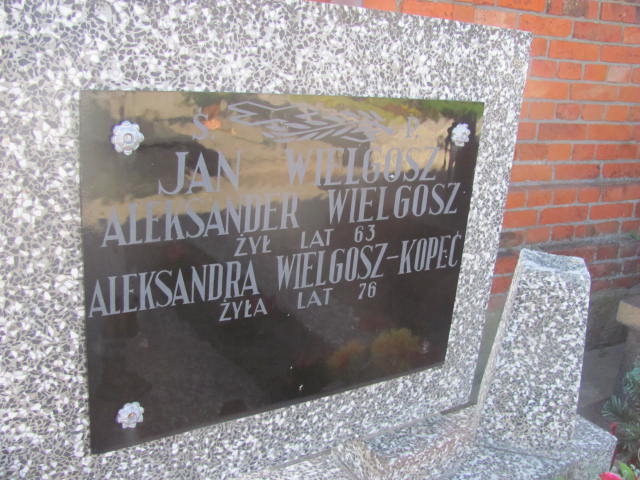 Ś. P.
JAN WIELGOSZ
ALEKSANDER WIELGOSZ
ŻYŁ LAT 63
ALEKSANDRA WIELGOSZ-KOPEĆ
ŻYŁA LAT 76